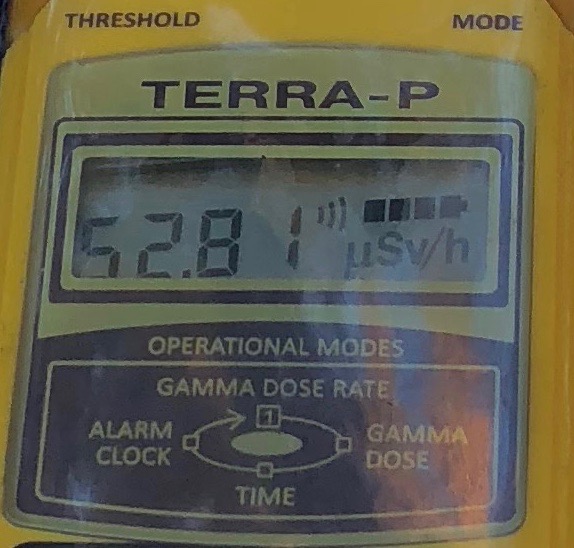 THRESHOLD MODE
TERRA-P
52.81 µSv/h
OPERATIONAL MODES
GAMMA DOSE RATE
1
ALARM CLOCK
GAMMA DOSE
TIME